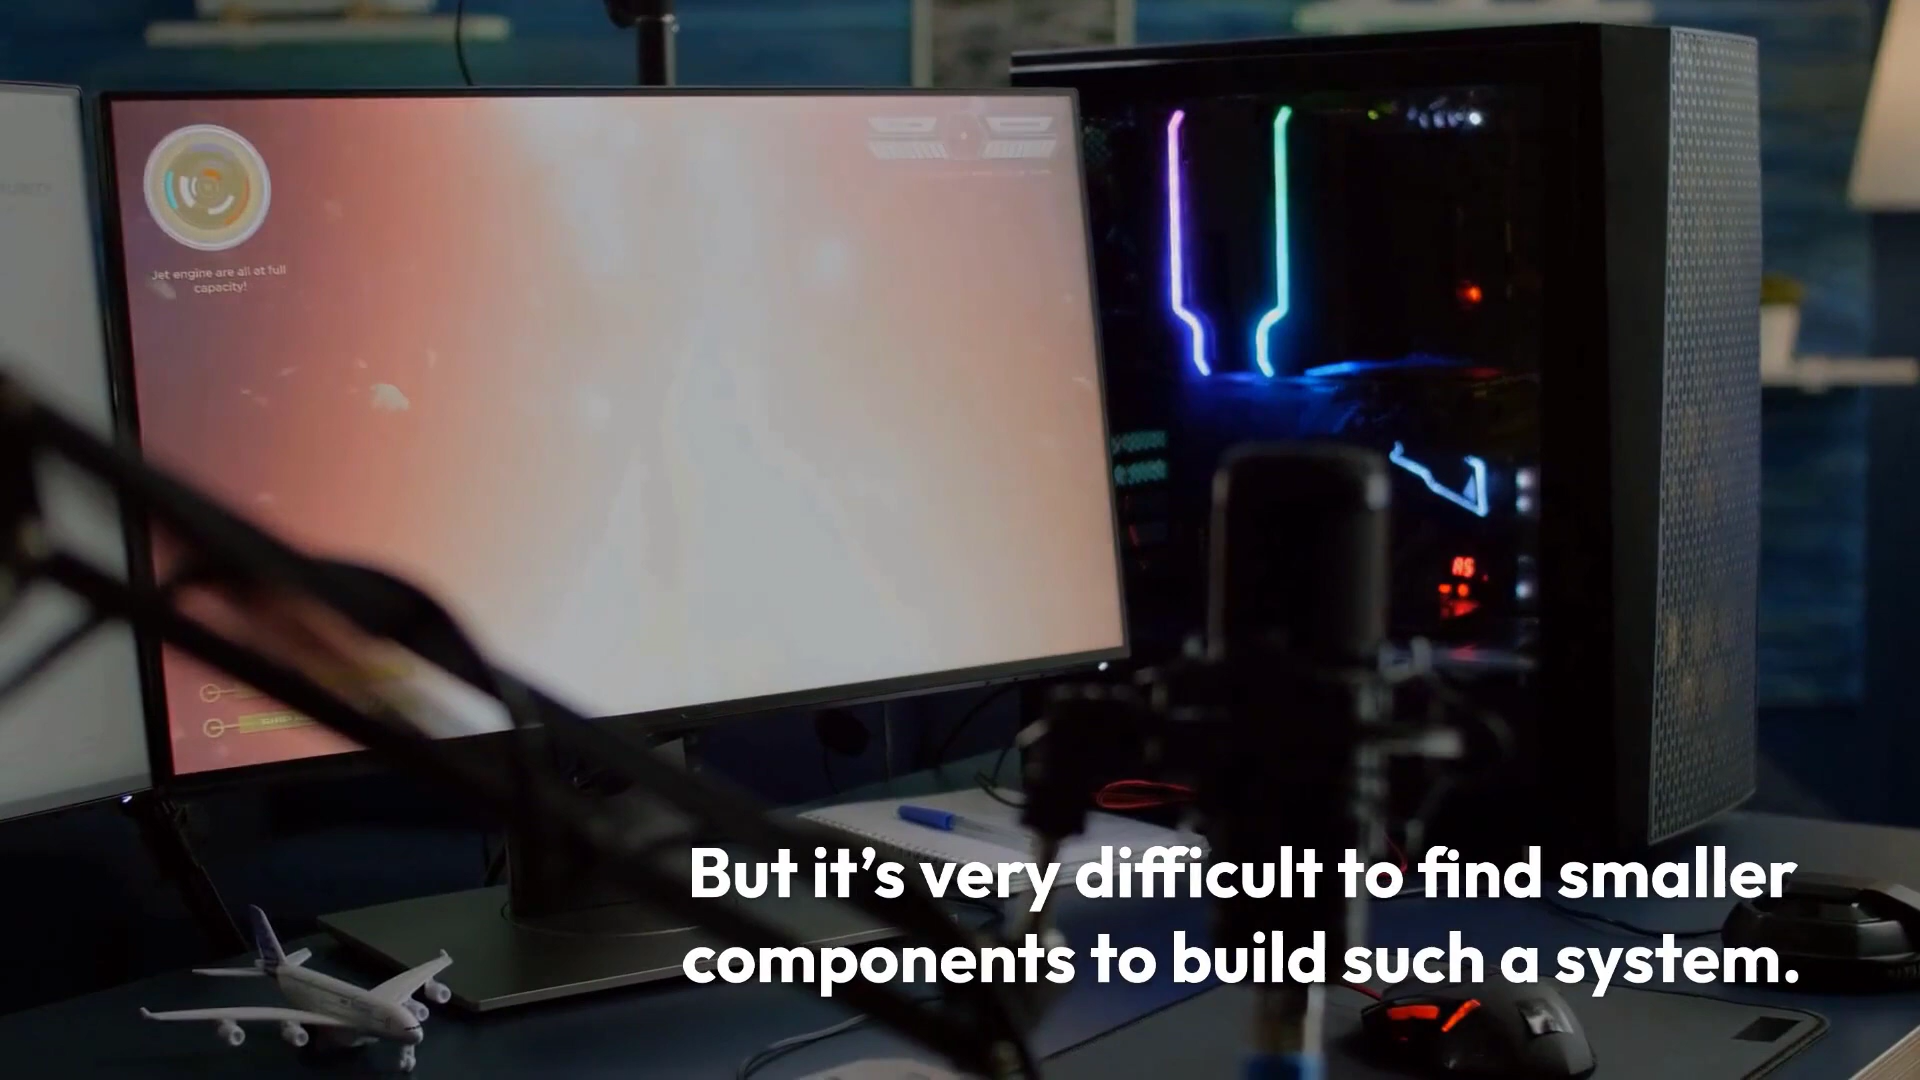 Jet engine are all at full
capacity!
A5
But it’s very difficult to find smaller
components to build such a system.